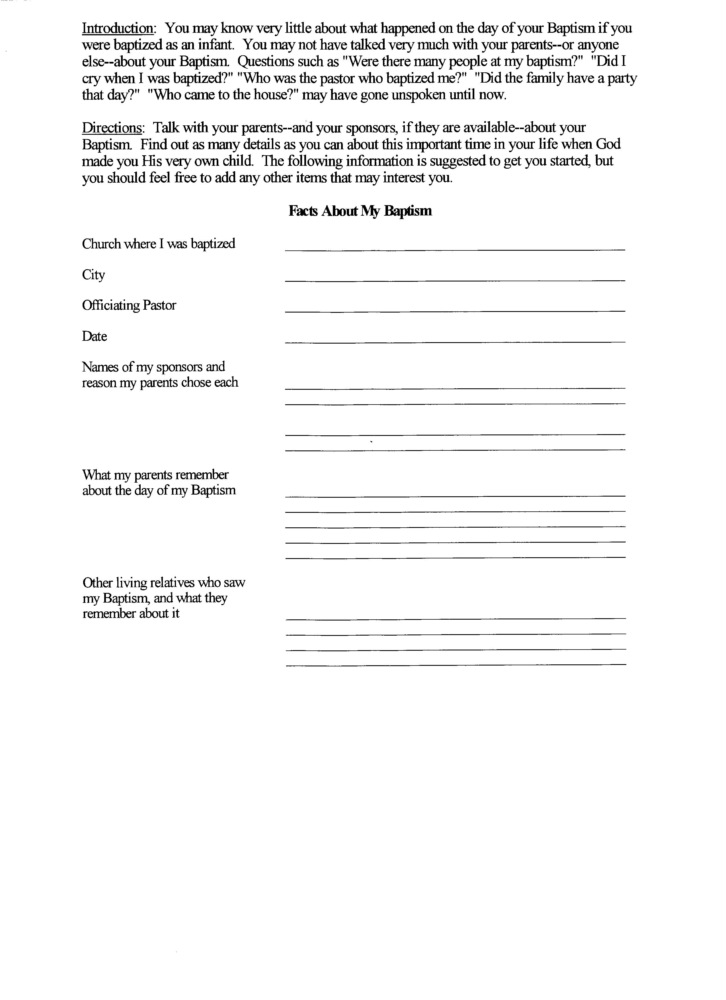 Introduction: You may know very little about what happened on the day of your Baptism if you
were baptized as an infant. You may not have talked very much with your parents--or anyone
else--about your Baptism. Questions such as "Were there many people at my baptism?" "Did I
cry when I was baptized?" "Who was the pastor who baptized me?" "Did the family have a party
that day?" "Who came to the house?" may have gone unspoken until now.
Directions: Talk with your parents--and your sponsors, if they are available--about your
Baptism. Find out as many details as you can about this important time in your life when God
made you His very own child. The following information is suggested to get you started, but
you should feel free to add any other items that may interest you.
Facts About My Baptism
Church where I was baptized
City
Officiating Pastor
Date
Names of my sponsors and
reason my parents chose each
What my parents remember
about the day of my Baptism
Other living relatives who saw
my Baptism, and what they
remember about it